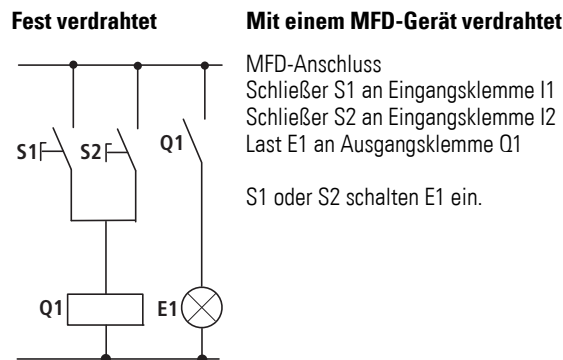 Fest verdrahtet
Mit einem MFD-Gerät verdrahtet
MFD-Anschluss
Schließer S1 an Eingangsklemme I1
Schließer S2 an Eingangsklemme I2
Last E1 an Ausgangsklemme Q1
S1 oder S2 schalten E1 ein.
S1 S2 Q1
Q1 E1